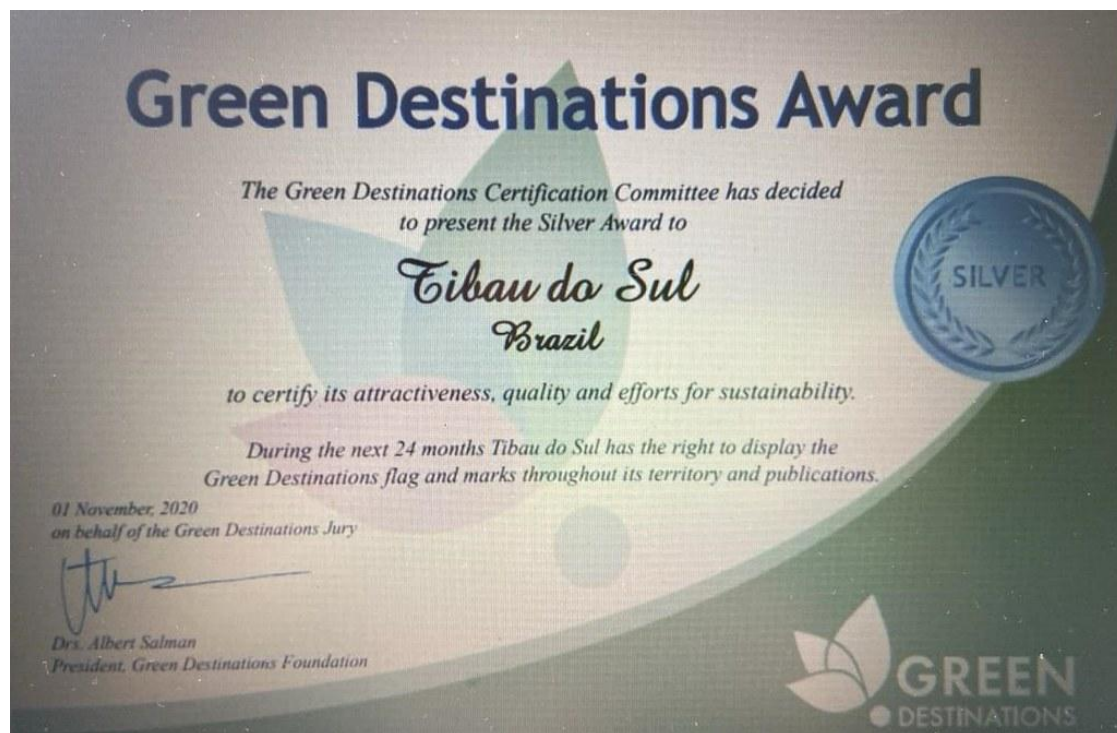 Green Destinations Award
The Green Destinations Certification Committee has decided
to present the Silver Award to
SILVER
Tibau do Sul
Brazil
to certify its attractiveness, quality and efforts for sustainability.
During the next 24 months Tibau do Sul has the right to display the
Green Destinations flag and marks throughout its territory and publications.
01 November, 2020
on behalf of the Green Destinations Jury
Drs. Albert Salman
President, Green Destinations Foundation
GREEN
DESTINATIONS